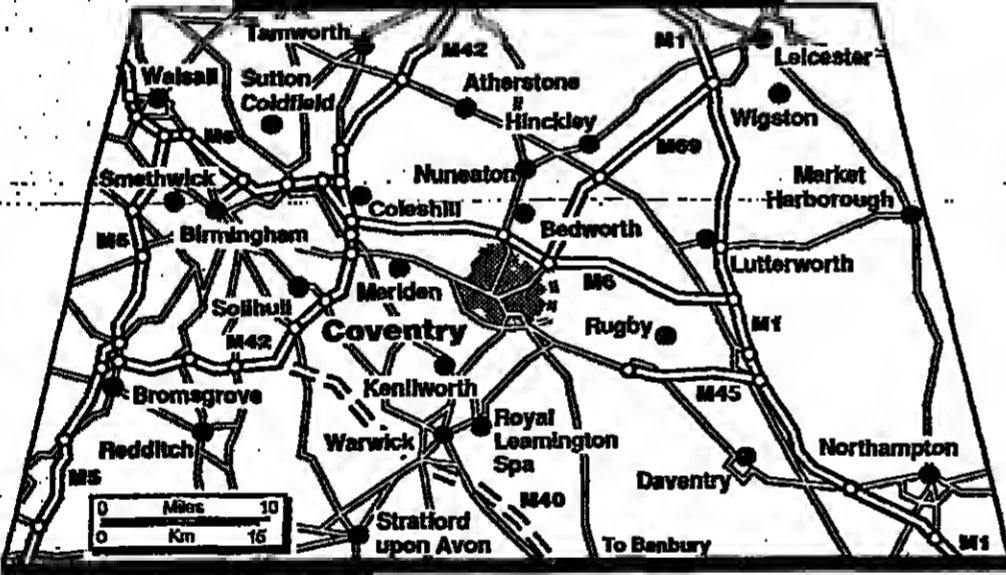 Tamworth
M42
M1
Leicester
Walsall
Sutton
Coldfield
Atherstone
Hinckley
Wigston
M6
M69
Smethwick
Nuneaton
Market
Harborough
Coleshill
M5
Birmingham
Bedworth
Lutterworth
Meriden
M6
Solihull
Coventry
Rugby
M1
M42
Kenilworth
M45
Bromsgrove
Royal
Leamington
Spa
Warwick
Redditch
Northampton
Daventry
M5
M40
0 Miles 10
0 Km 15
Stratford
upon Avon
To Banbury
M1